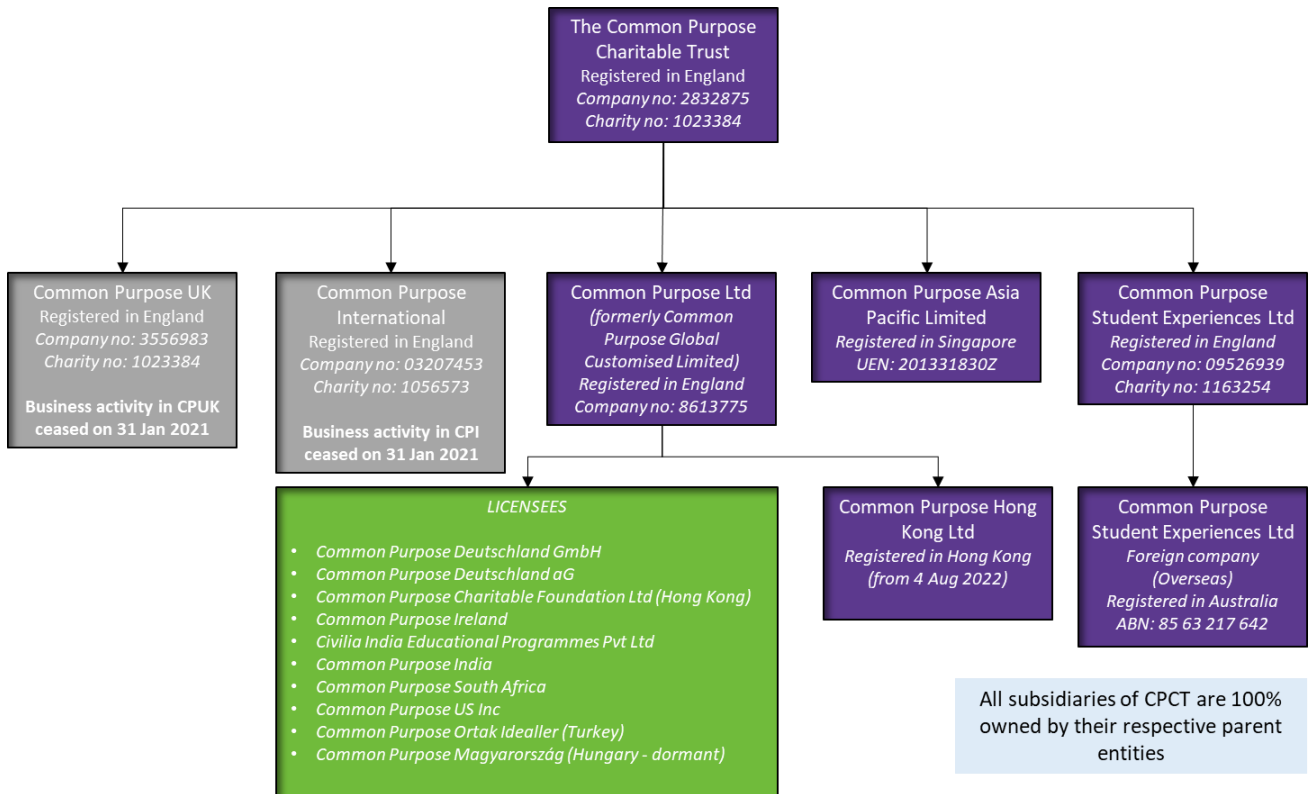 The Common Purpose
Charitable Trust
Registered in England
Company no: 2832875
Charity no: 1023384
Common Purpose UK
Registered in England
Company no: 3556983
Charity no: 1023384
Business activity in CPUK
ceased on 31 Jan 2021
Common Purpose
International
Registered in England
Company no: 03207453
Charity no: 1056573
Business activity in CPI
ceased on 31 Jan 2021
Common Purpose Ltd
(formerly Common
Purpose Global
Customised Limited)
Registered in England
Company no: 8613775
Common Purpose Asia
Pacific Limited
Registered in Singapore
UEN: 201331830Z
Common Purpose
Student Experiences Ltd
Registered in England
Company no: 09526939
Charity no: 1163254
LICENSEES
• Common Purpose Deutschland GmbH
• Common Purpose Deutschland aG
• Common Purpose Charitable Foundation Ltd (Hong Kong)
• Common Purpose Ireland
• Civilia India Educational Programmes Pvt Ltd
• Common Purpose India
• Common Purpose South Africa
• Common Purpose US Inc
• Common Purpose Ortak Idealler (Turkey)
• Common Purpose Magyarország (Hungary - dormant)
Common Purpose Hong
Kong Ltd
Registered in Hong Kong
(from 4 Aug 2022)
Common Purpose
Student Experiences Ltd
Foreign company
(Overseas)
Registered in Australia
ABN: 85 63 217 642
All subsidiaries of CPCT are 100%
owned by their respective parent
entities